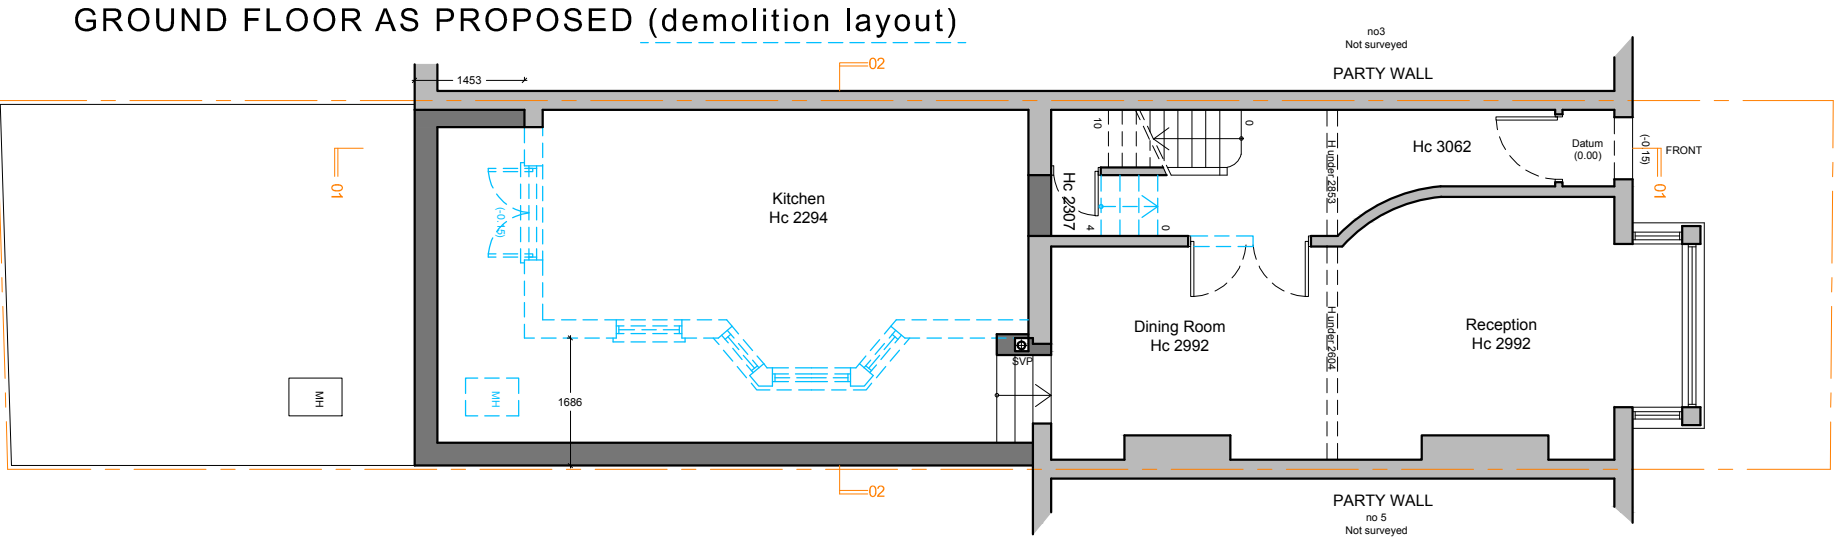 GROUND FLOOR AS PROPOSED (demolition layout)
no3
Not surveyed
PARTY WALL
02
1453
01
(-0.15)
Kitchen
Hc 2294
10
0
Hc 2307
4
0
H under 2853
Hc 3062
Datum
(0.00)
(-0.15)
FRONT
01
Dining Room
Hc 2992
H under 2604
Reception
Hc 2992
SVP
MH
MH
1686
02
PARTY WALL
no 5
Not surveyed